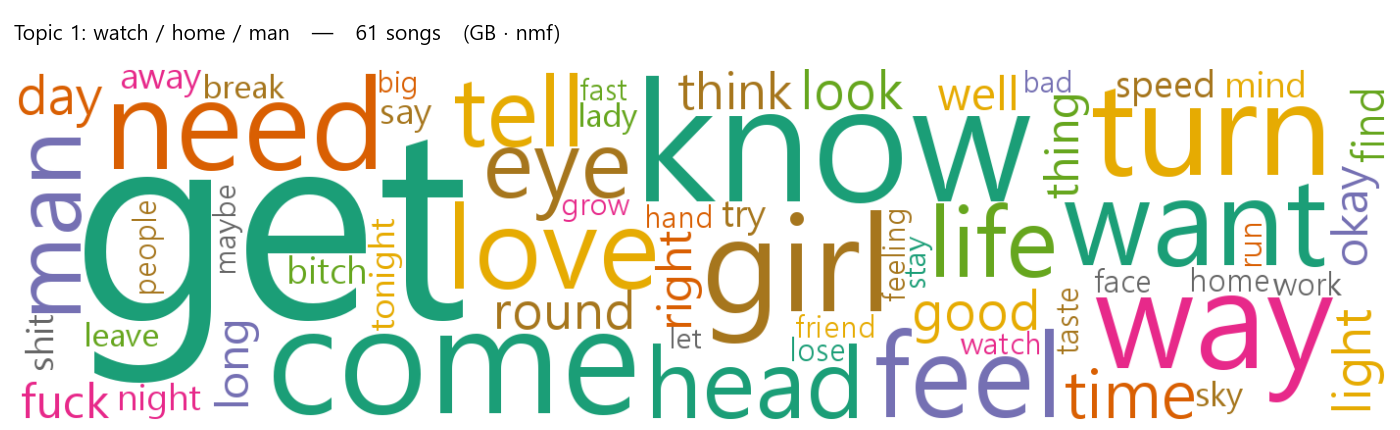 Topic 1: watch / home / man — 61 songs (GB · nmf)
day away break big say need tell fast lady think look well bad speed mind
man get eye know thing turn find
people maybe bitch tonight love grow hand try girl feeling stay life want run okay
shit leave round right let friend lose good watch taste face home work way light
fuck night long come head feel time sky